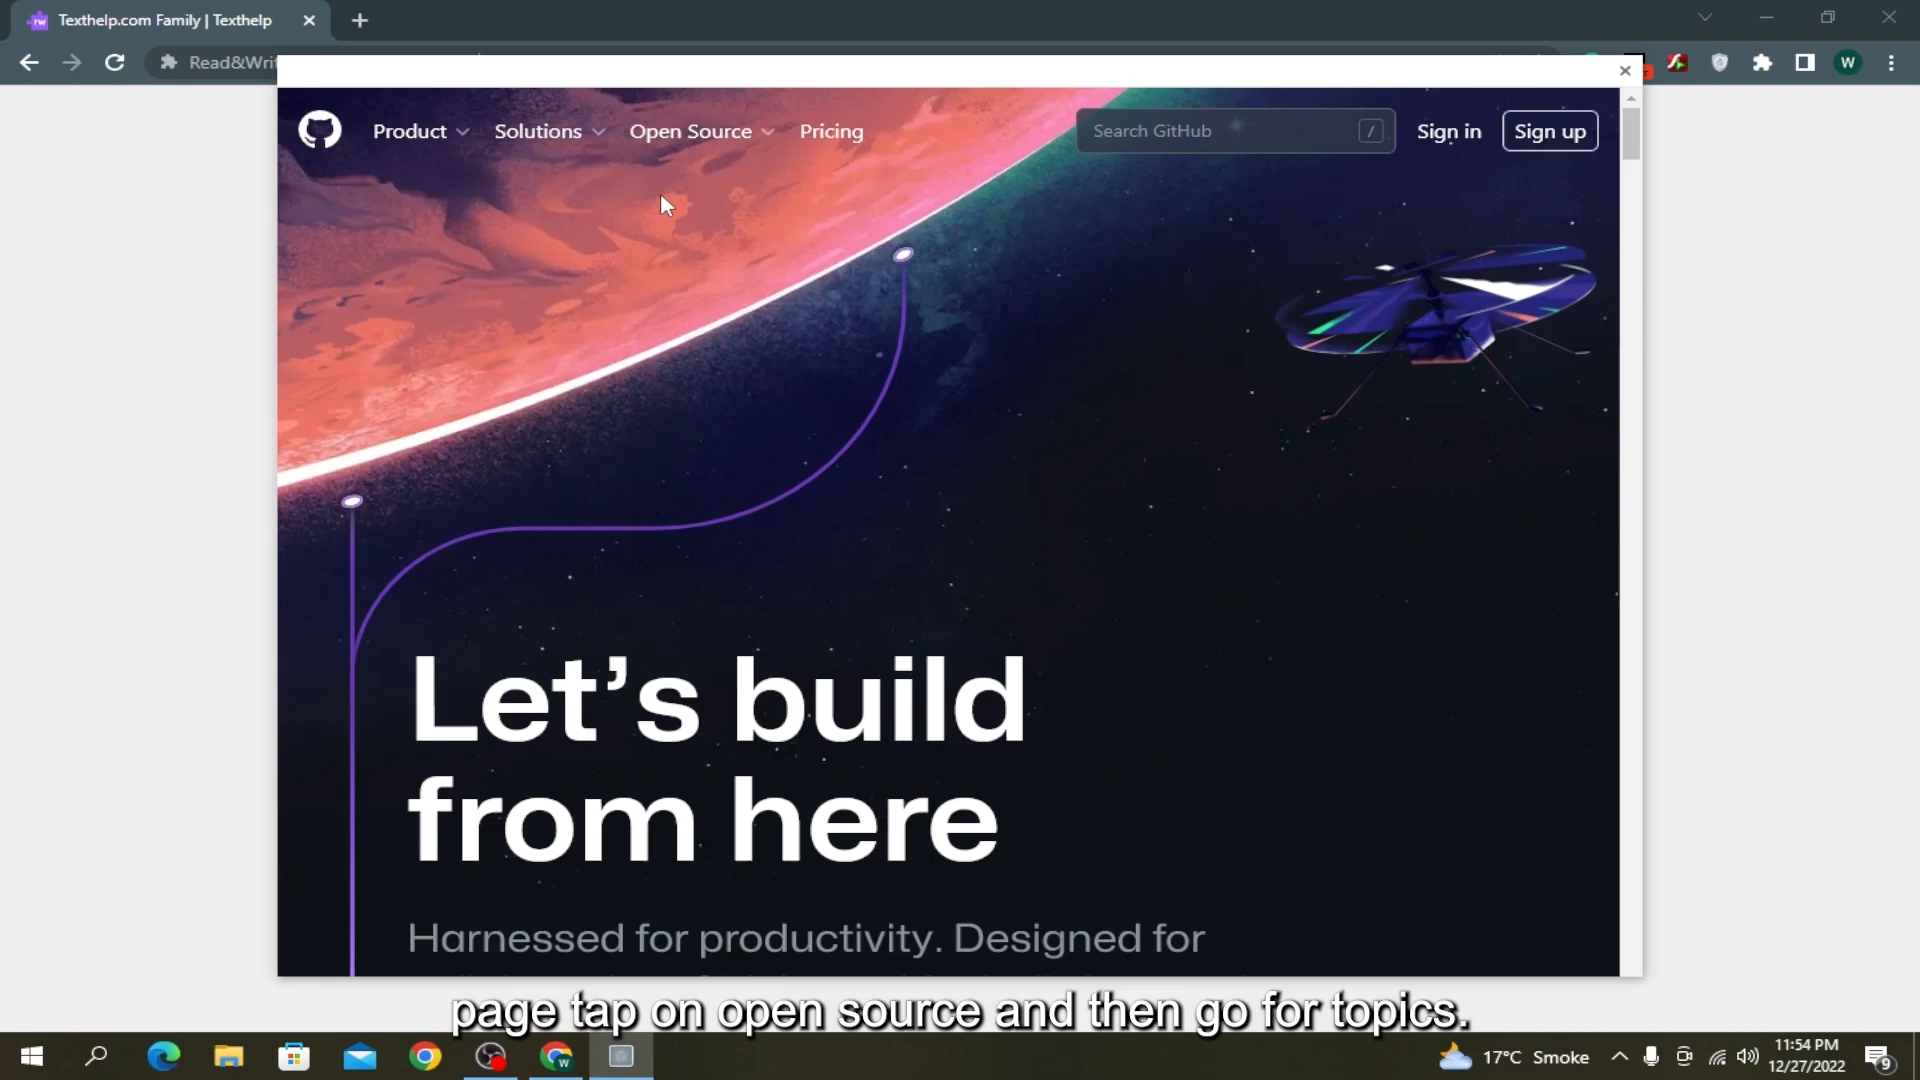 Texthelp.com Family | Texthelp
Read&Writ
W
Product
Solutions
Open Source
Pricing
Search GitHub
/
Sign in
Sign up
Let's build
from here
Harnessed for productivity. Designed for
page tap on open source and then go for topics.
17°C Smoke
11:54 PM
12/27/2022
9